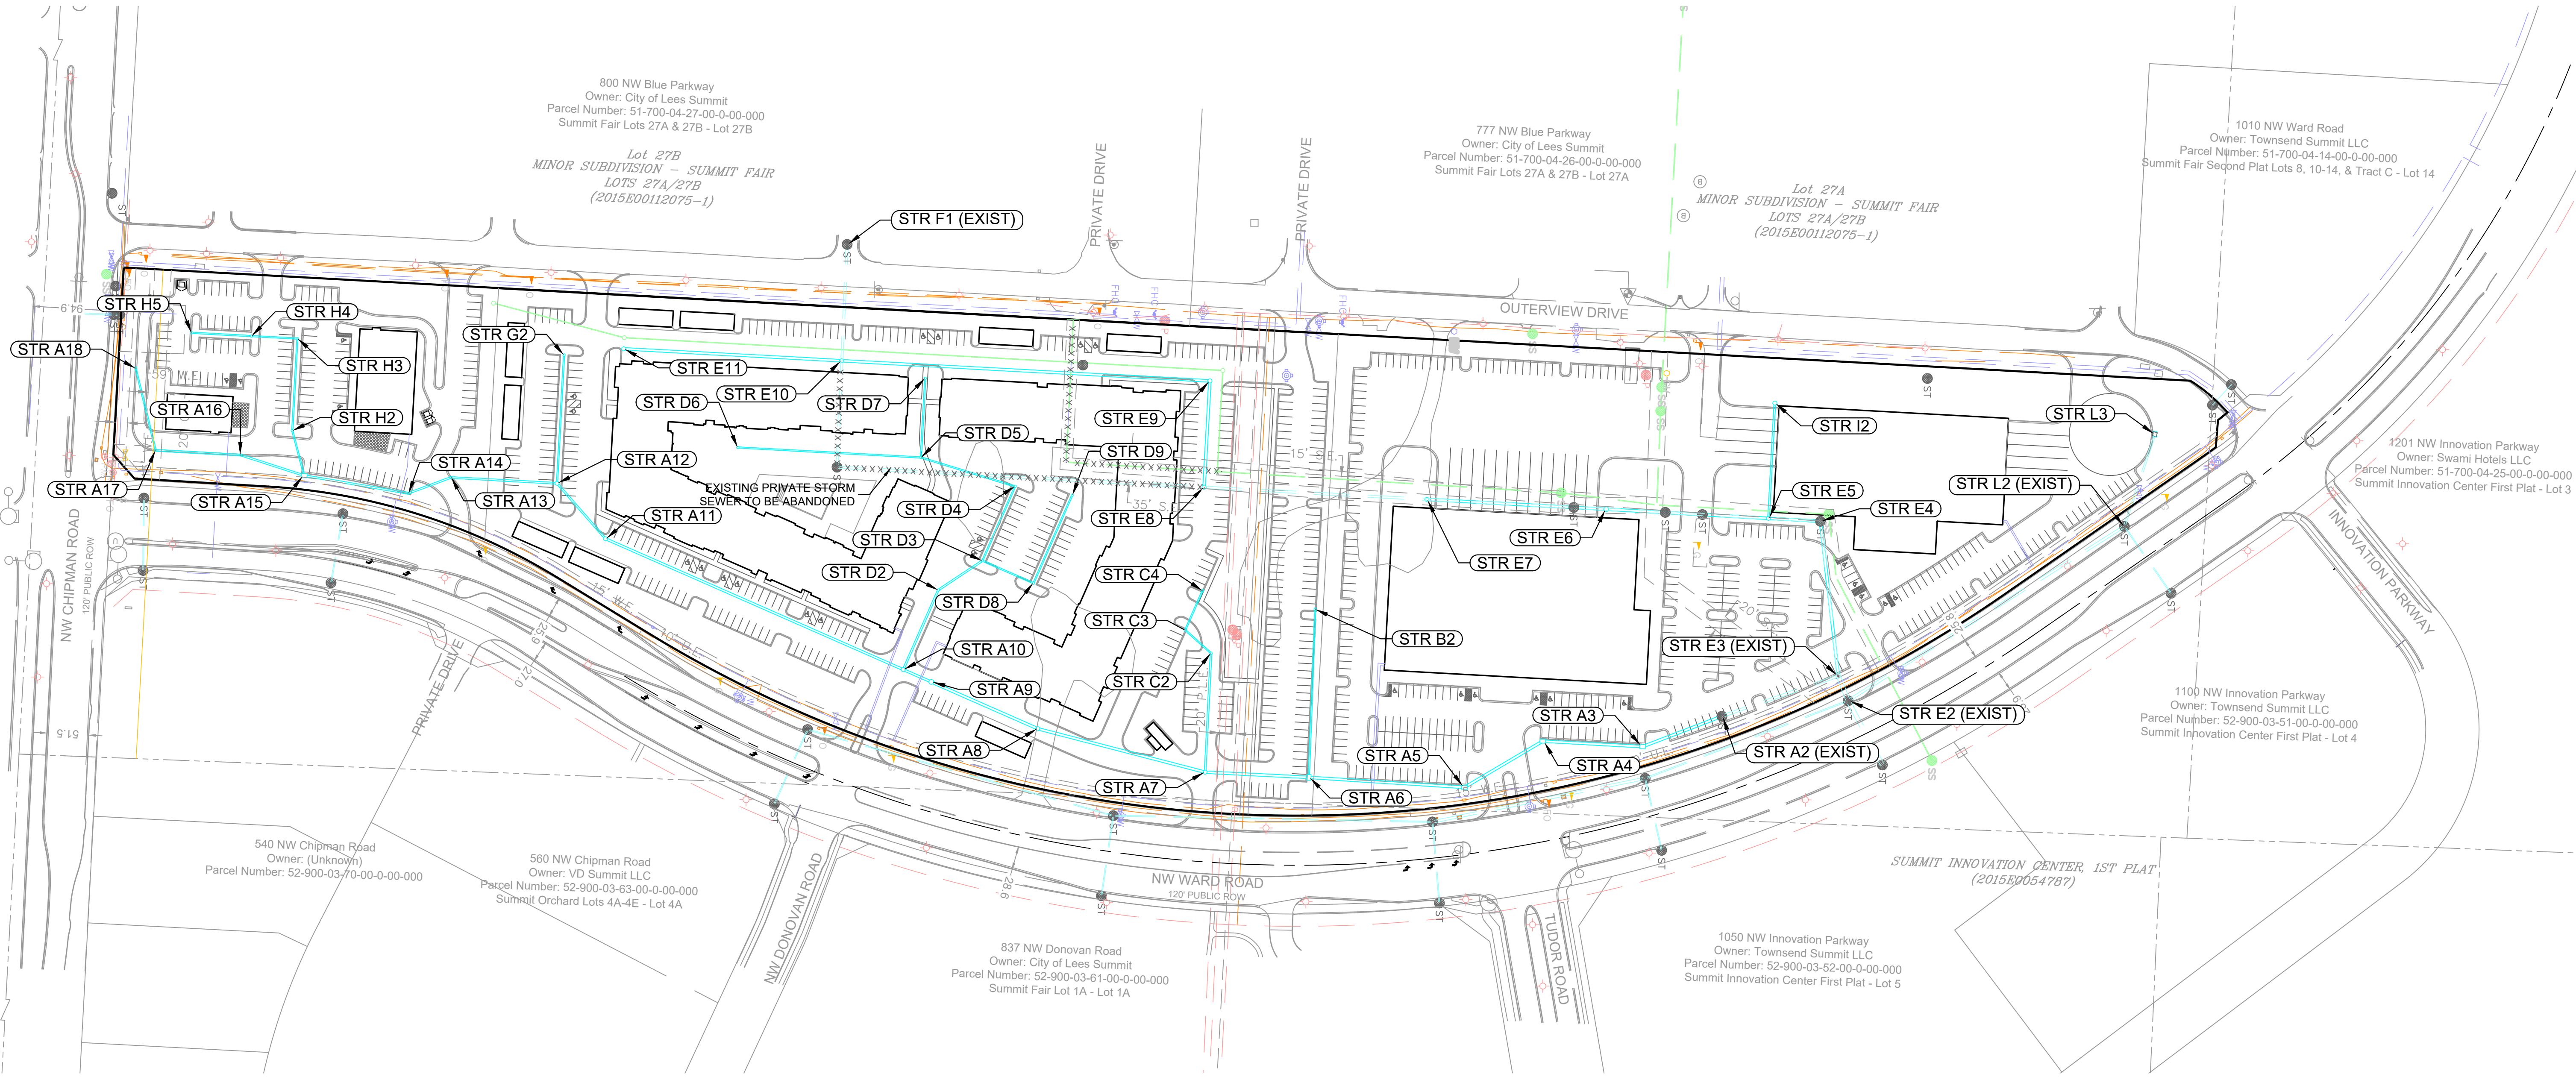 800 NW Blue Parkway
Owner: City of Lees Summit
Parcel Number: 51-700-04-27-00-0-00-000
Summit Fair Lots 27A & 27B - Lot 27B
Lot 27B
MINOR SUBDIVISION - SUMMIT FAIR
LOTS 27A/27B
(2015E00112075-1)
777 NW Blue Parkway
Owner: City of Lees Summit
Parcel Number: 51-700-04-26-00-0-00-000
Summit Fair Lots 27A & 27B - Lot 27A
Lot 27A
MINOR SUBDIVISION - SUMMIT FAIR
LOTS 27A/27B
(2015E00112075-1)
1010 NW Ward Road
Owner: Townsend Summit LLC
Parcel Number: 51-700-04-14-00-0-00-000
Summit Fair Second Plat Lots 8, 10-14, & Tract C - Lot 14
PRIVATE DRIVE
PRIVATE DRIVE
STR F1 (EXIST)
OUTERVIEW DRIVE
STR H5
STR H4
94.9
STR A18
STR H3
STR G2
STR E11
STR E10
STR D6
STR D7
STR E9
STR A16
STR H2
STR D5
STR D9
STR I2
STR L3
1201 NW Innovation Parkway
Owner: Swami Hotels LLC
Parcel Number: 51-700-04-25-00-0-00-000
Summit Innovation Center First Plat - Lot 3
STR A17
STR A15
STR A14
STR A13
STR A12
STR A11
EXISTING PRIVATE STORM
SEWER TO BE ABANDONED
15' S.E.
STR D4
35' S.E.
STR E8
STR D3
STR E5
STR E4
STR L2 (EXIST)
STR E6
STR E7
STR D2
STR C4
STR D8
STR C3
STR B2
STR A10
STR A9
STR C2
STR E3 (EXIST)
STR A3
STR E2 (EXIST)
STR A8
STR A5
STR A4
STR A2 (EXIST)
STR A7
STR A6
15' W.E.
10' U.E.
25.9
27.0
51.5
25.8
28.6
NW CHIPMAN ROAD
120' PUBLIC ROW
PRIVATE DRIVE
INNOVATION PARKWAY
1100 NW Innovation Parkway
Owner: Townsend Summit LLC
Parcel Number: 52-900-03-51-00-0-00-000
Summit Innovation Center First Plat - Lot 4
540 NW Chipman Road
Owner: (Unknown)
Parcel Number: 52-900-03-70-00-0-00-000
560 NW Chipman Road
Owner: VD Summit LLC
Parcel Number: 52-900-03-63-00-0-00-000
Summit Orchard Lots 4A-4E - Lot 4A
NW DONOVAN ROAD
NW WARD ROAD
120' PUBLIC ROW
SUMMIT INNOVATION CENTER, 1ST PLAT
(2015E0054787)
837 NW Donovan Road
Owner: City of Lees Summit
Parcel Number: 52-900-03-61-00-0-00-000
Summit Fair Lot 1A - Lot 1A
TUDOR ROAD
1050 NW Innovation Parkway
Owner: Townsend Summit LLC
Parcel Number: 52-900-03-52-00-0-00-000
Summit Innovation Center First Plat - Lot 5